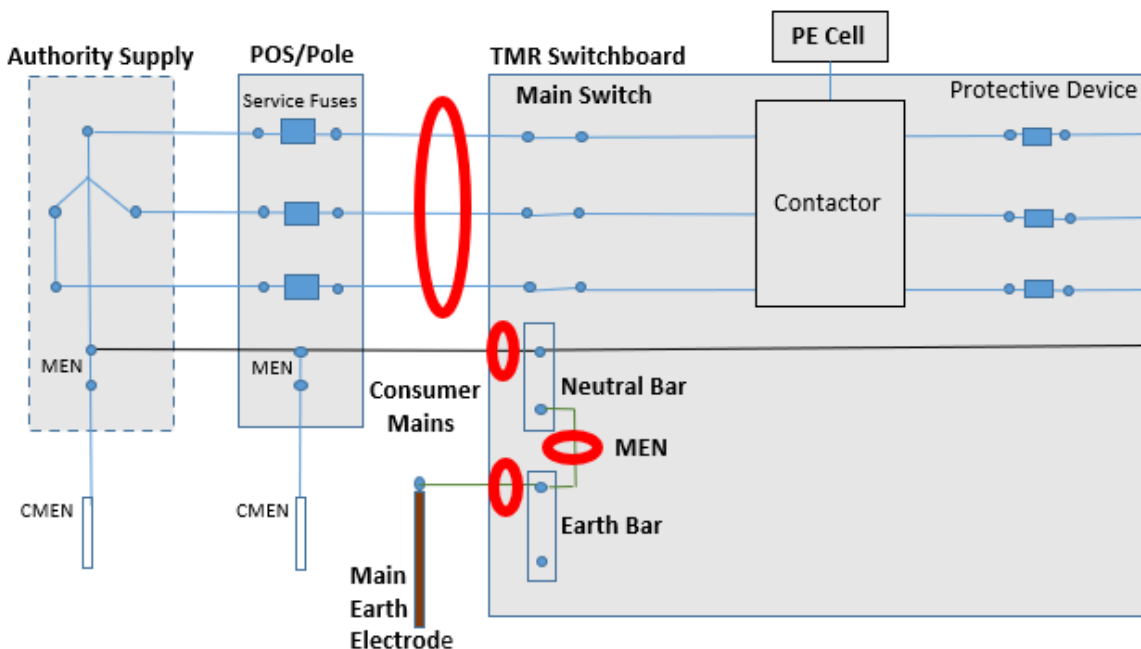 PE Cell
Authority Supply
POS/Pole
TMR Switchboard
Service Fuses
Main Switch
Protective Device
Contactor
MEN
MEN
Consumer
Mains
Neutral Bar
MEN
CMEN
CMEN
Earth Bar
Main
Earth
Electrode